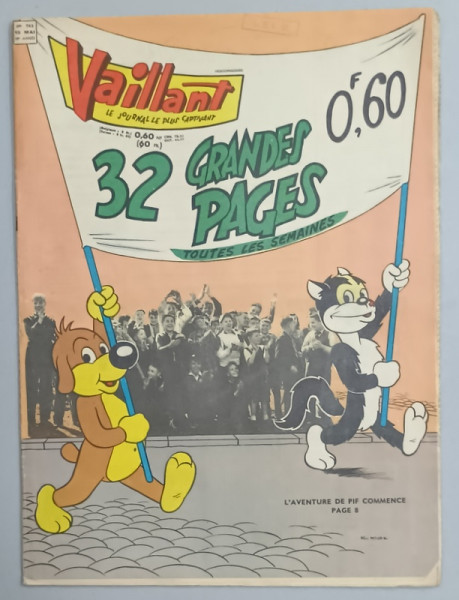 Vaillant
LE JOURNAL LE PLUS CAPTIVANT
0,60
(60 fr.)
F
0,60
32 GRANDES
PAGES
TOUTES LES SEMAINES
L'AVENTURE DE PIF COMMENCE
PAGE 8